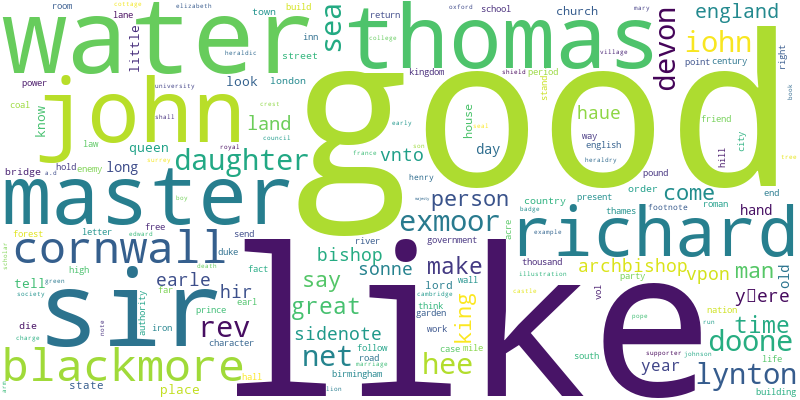 room cottage elizabeth oxford school mary
lane town build return church england
water thomas sea devon iohn
little inn street village point century right
power look london kingdom shield period
coal university heraldic college stand book
john good haue friend
know land crest house way english city
law queen council early heraldry hill
daughter vnto day
bridge a.d hold enemy long royal france son henry pound end
surrey boy person order present come
master badge country roman hand
forest letter free send edward river government thames footnote
cornwall exmoor richard
scholar tell duke bishop make acre example thousand
high green earle fact sonne say lord wall illustration archbishop man old
society death cambridge castle party vpon
far hir earl great think garden king vol y ere
sir authority prince sidenote work nation
die note iron rev character follow case mile pope run time
charge net road hee south supporter johnson doone
blackmore hall marriage birmingham life
state place lion like year lynton
arm building